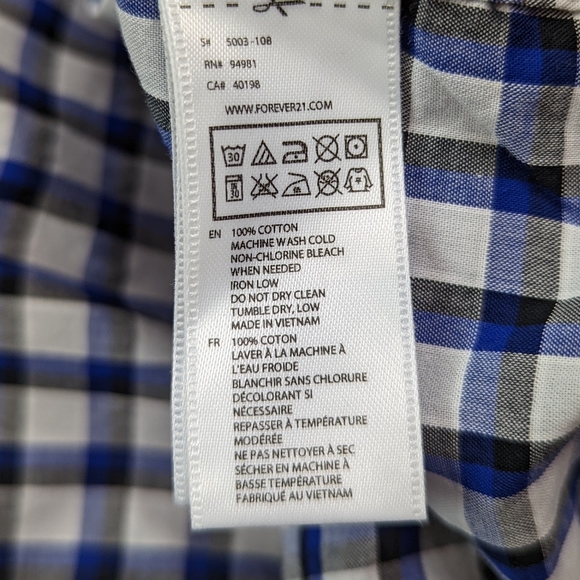 S# 5003-108
RN# 94981
CA# 40198
WWW.FOREVER21.COM
30
30
EN 100% COTTON
MACHINE WASH COLD
NON-CHLORINE BLEACH
WHEN NEEDED
IRON LOW
DO NOT DRY CLEAN
TUMBLE DRY, LOW
MADE IN VIETNAM
FR 100% COTON
LAVER À LA MACHINE À
L'EAU FROIDE
BLANCHIR SANS CHLORURE
DÉCOLORANT SI
NÉCESSAIRE
REPASSER À TEMPÉRATURE
MODÉRÉE
NE PAS NETTOYER À SEC
SÉCHER EN MACHINE À
BASSE TEMPÉRATURE
FABRIQUÉ AU VIETNAM